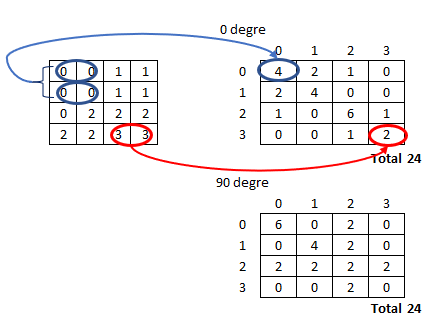 0 degre
0 1 2 3
0 4 2 1 0
1 2 4 0 0
2 1 0 6 1
3 0 0 1 2
Total 24
0 0 1 1
0 0 1 1
0 2 2 2
2 2 3 3
90 degre
0 1 2 3
0 6 0 2 0
1 0 4 2 0
2 2 2 2 2
3 0 0 2 0
Total 24